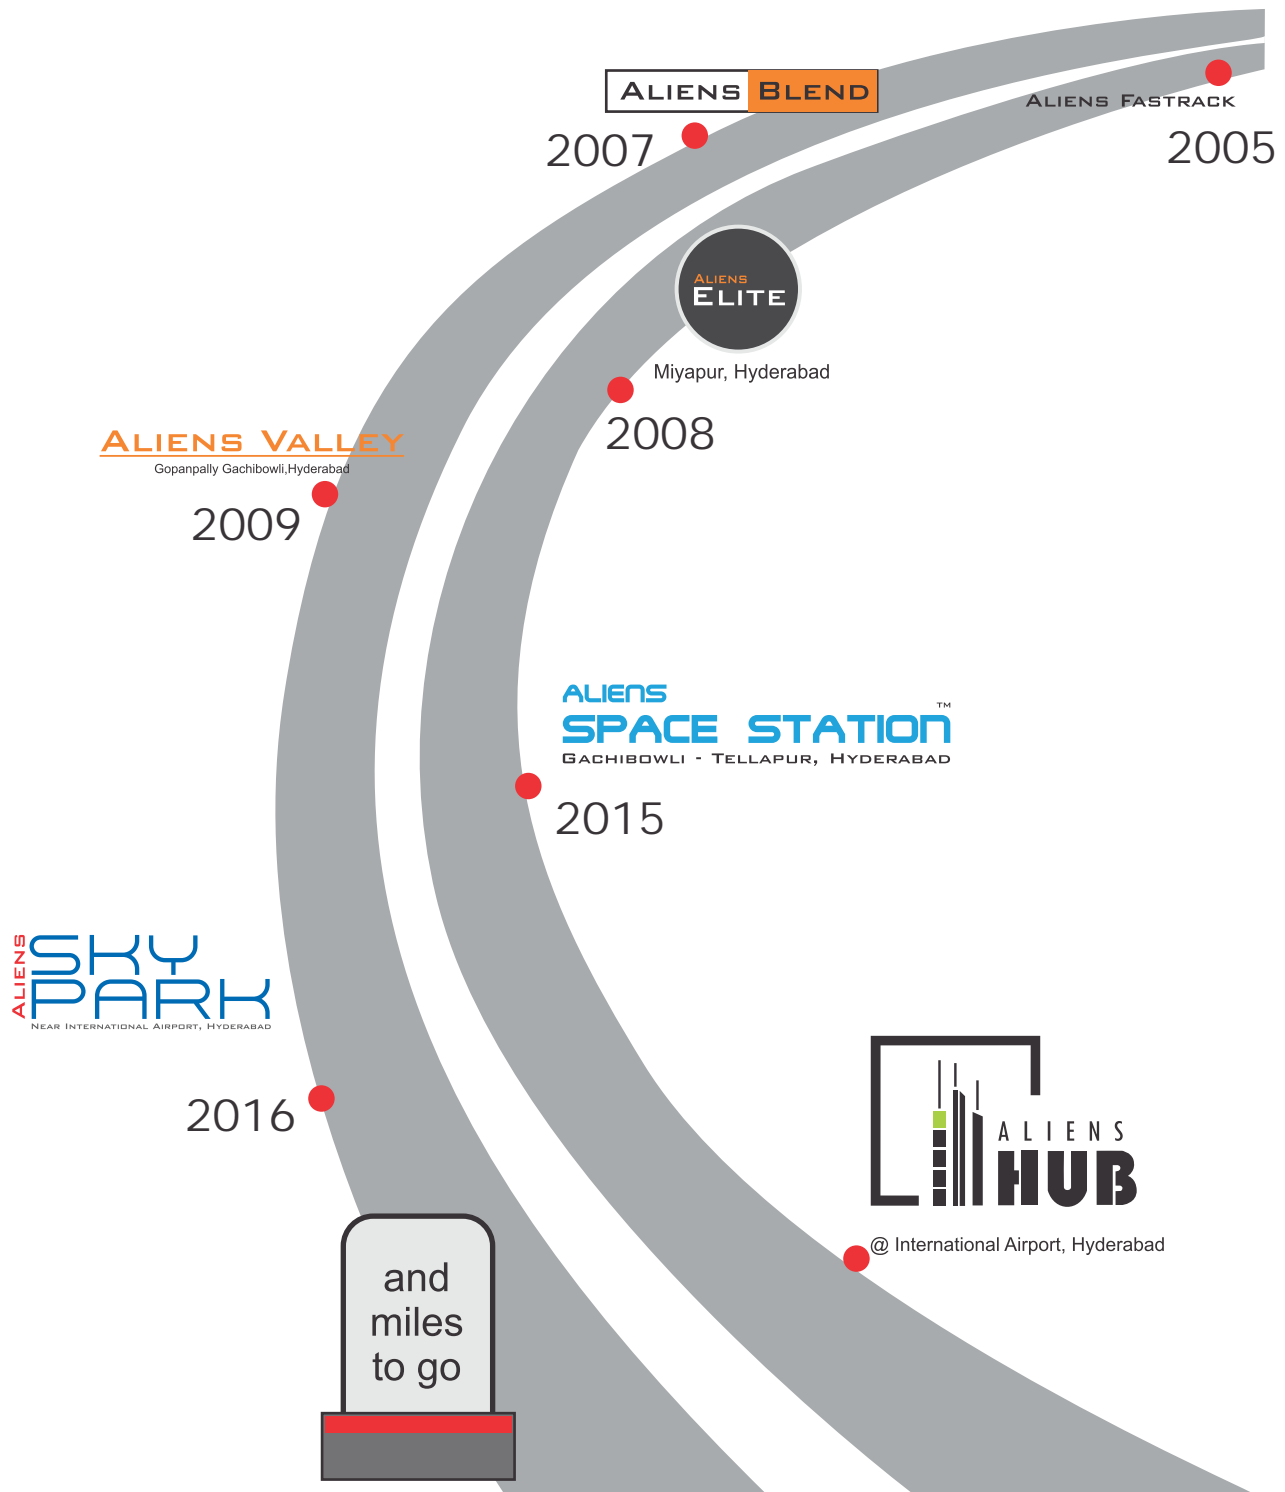 ALIENS BLEND
2007
ALIENS FASTRACK
2005
ALIENS
ELITE
Miyapur, Hyderabad
2008
ALIENS VALLEY
Gopanpally Gachibowli,Hyderabad
2009
ALIENS
SPACE STATION™
GACHIBOWLI - TELLAPUR, HYDERABAD
2015
ALIENS
SKY
PARK
NEAR INTERNATIONAL AIRPORT, HYDERABAD
2016
ALIENS
HUB
@ International Airport, Hyderabad
and
miles
to go